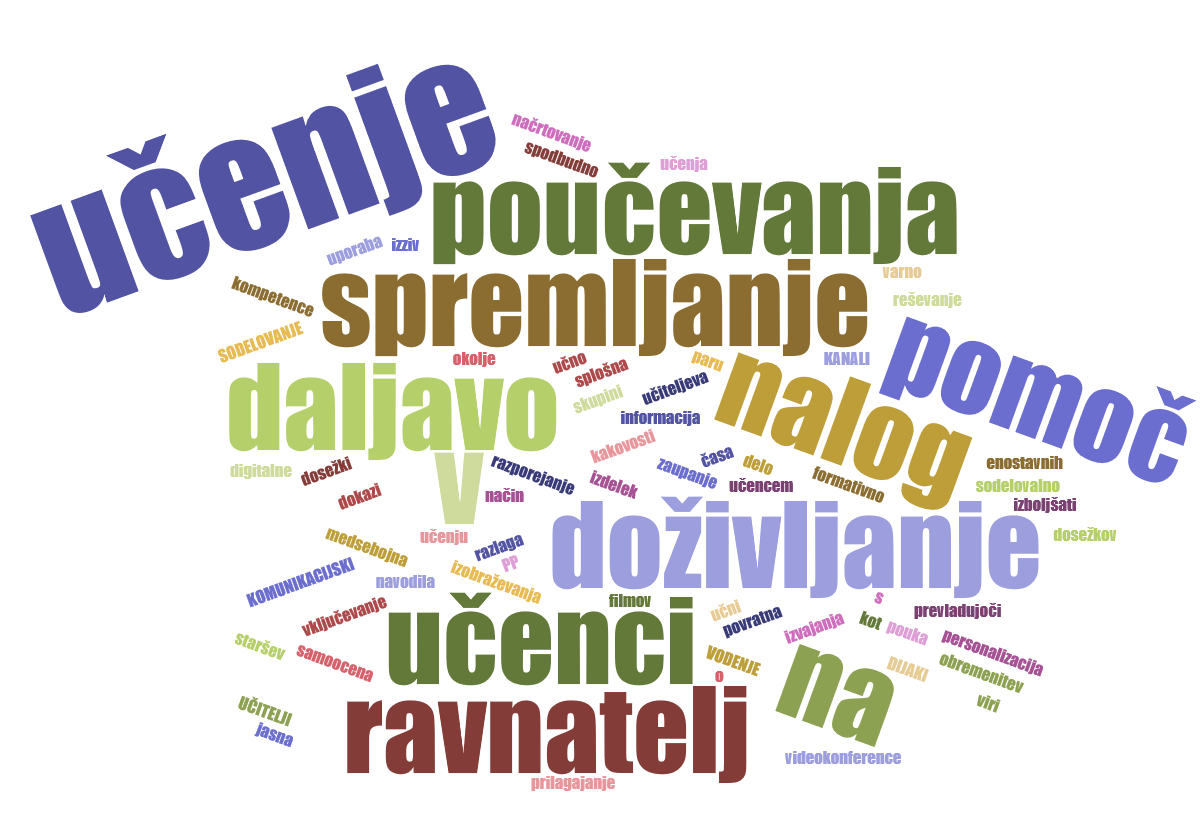 učenje
načrtovanje
spodbudno
učenja
poučevanja
uporaba
izziv
varno
spremljanje
kompetence
reševanje
SODELOVANJE
okolje
učno
splošna
paru
KANALI
pomoč
daljavo
skupini
učiteljeva
nalog
informacija
kakovosti
digitalne
dosežki
v
razporejanje
zaupanje
časa
delo
enostavnih
dokazi
način
izdelek
učencem
formativno
sodelovalno
izboljšati
doživljanje
dosežkov
medsebojna
učenju
razlaga
PP
KOMUNIKACIJSKI
navodila
izobraževanja
filmov
učni
s
prevladujoči
vključevanje
učenci
povratna
izvajanja
kot
pouka
personalizacija
staršev
samoocena
VODENJE
o
na
DIJAKI
obremenitev
viri
UČITELJI
jasna
ravnatelj
videokonference
prilagajanje